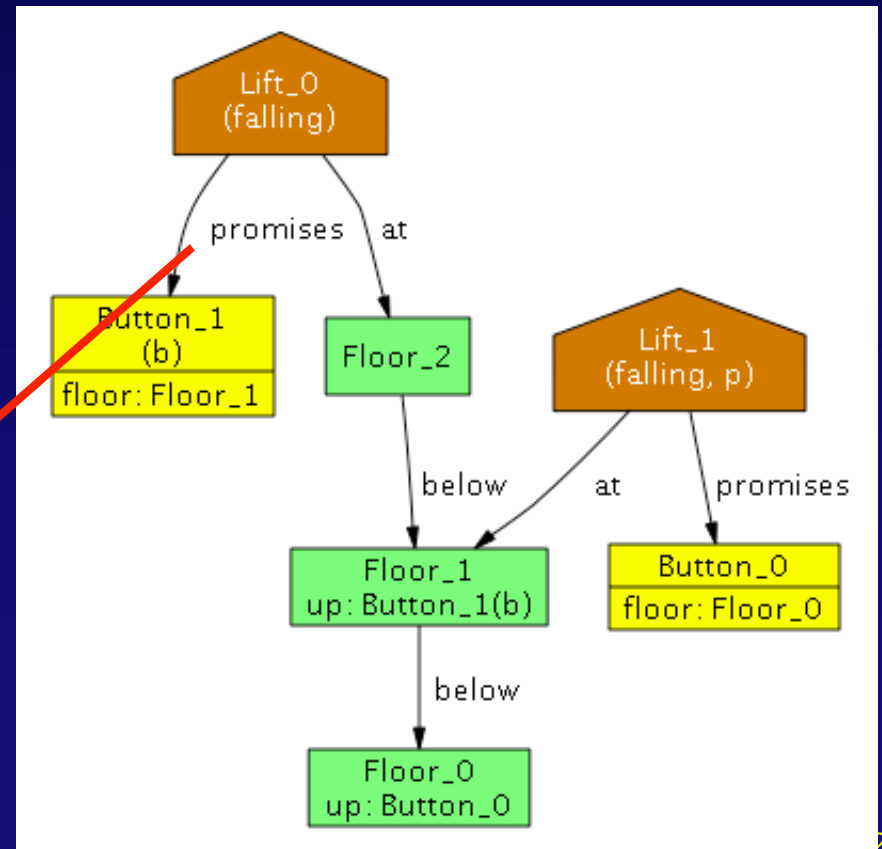 Lift_0
(falling)
promises
at
Button_1
(b)
floor: Floor_1
Floor_2
Lift_1
(falling, p)
below
at
promises
Floor_1
up: Button_1(b)
Button_0
floor: Floor_0
below
Floor_0
up: Button_0